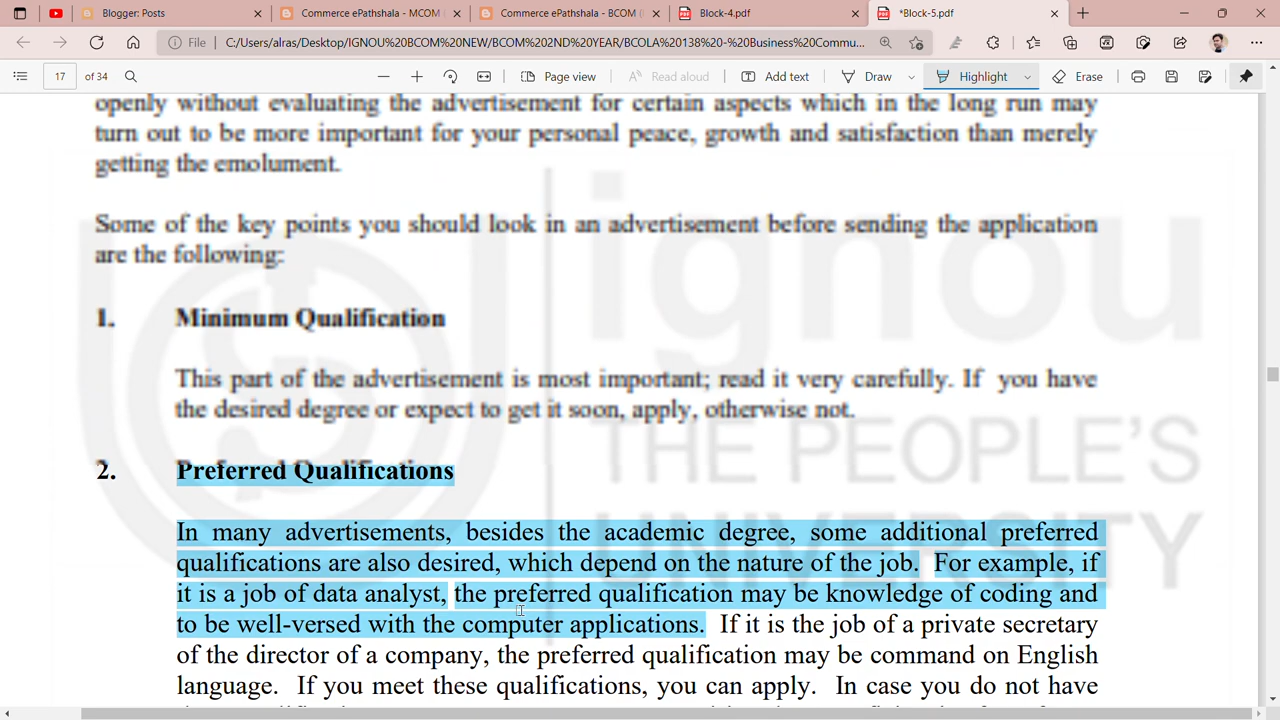 Blogger: Posts
Commerce ePathshala - MCOM
Commerce ePathshala - BCOM (
Block-4.pdf
*Block-5.pdf
File C:/Users/alras/Desktop/IGNOU%20BCOM%20NEW/BCOM%202ND%20YEAR/BCOLA%20138%20-%20Business%20Commu...
17 of 34
Page view
Read aloud
Add text
Draw
Highlight
Erase
openly without evaluating the advertisement for certain aspects which in the long run may
turn out to be more important for your personal peace, growth and satisfaction than merely
getting the emolument.
Some of the key points you should look in an advertisement before sending the application
are the following:
1. Minimum Qualification
This part of the advertisement is most important; read it very carefully. If you have
the desired degree or expect to get it soon, apply, otherwise not.
2. Preferred Qualifications
In many advertisements, besides the academic degree, some additional preferred
qualifications are also desired, which depend on the nature of the job. For example, if
it is a job of data analyst, the preferred qualification may be knowledge of coding and
to be well-versed with the computer applications. If it is the job of a private secretary
of the director of a company, the preferred qualification may be command on English
language. If you meet these qualifications, you can apply. In case you do not have
ignou
THE PEOPLE'S
UNIVERSITY